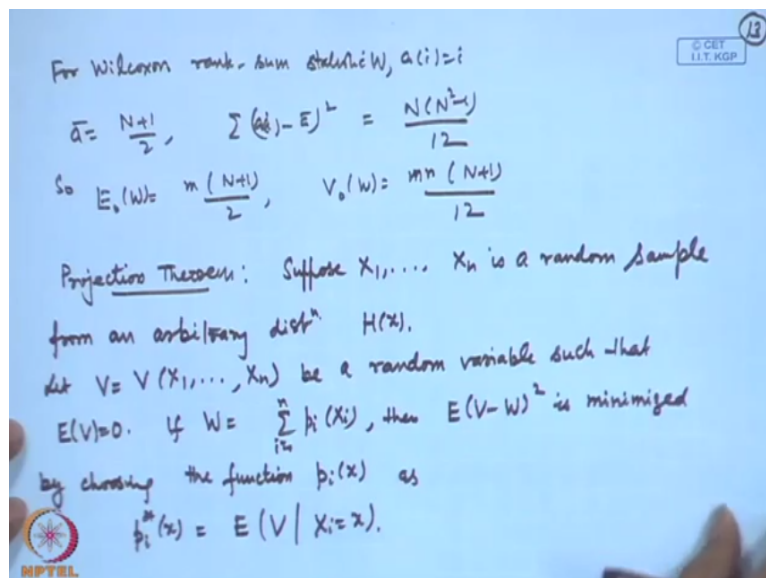 13
© CET
I.I.T. KGP
For Wilcoxon rank-sum statistic W, a(i)=i
ā = N+1/2, Σ(a(i) - ā)² = N(N²-1)/12
So E₀(W) = m(N+1)/2, V₀(W) = mn(N+1)/12
Projection Theorem: Suppose X₁,.... Xn is a random sample
from an arbitrary distⁿ H(x).
Let V = V(X₁,..., Xn) be a random variable such that
E(V)=0. If W = Σ pi(Xi), then E(V-W)² is minimized
by choosing the function pi(x) as
pi*(x) = E(V | Xi=x).
NPTEL